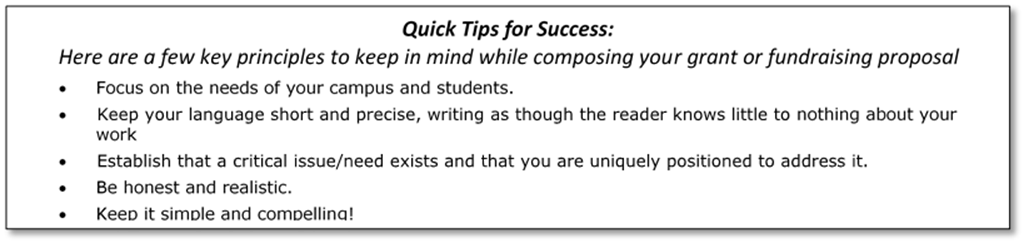 Quick Tips for Success:
Here are a few key principles to keep in mind while composing your grant or fundraising proposal
• Focus on the needs of your campus and students.
• Keep your language short and precise, writing as though the reader knows little to nothing about your
work
• Establish that a critical issue/need exists and that you are uniquely positioned to address it.
• Be honest and realistic.
• Keep it simple and compelling!